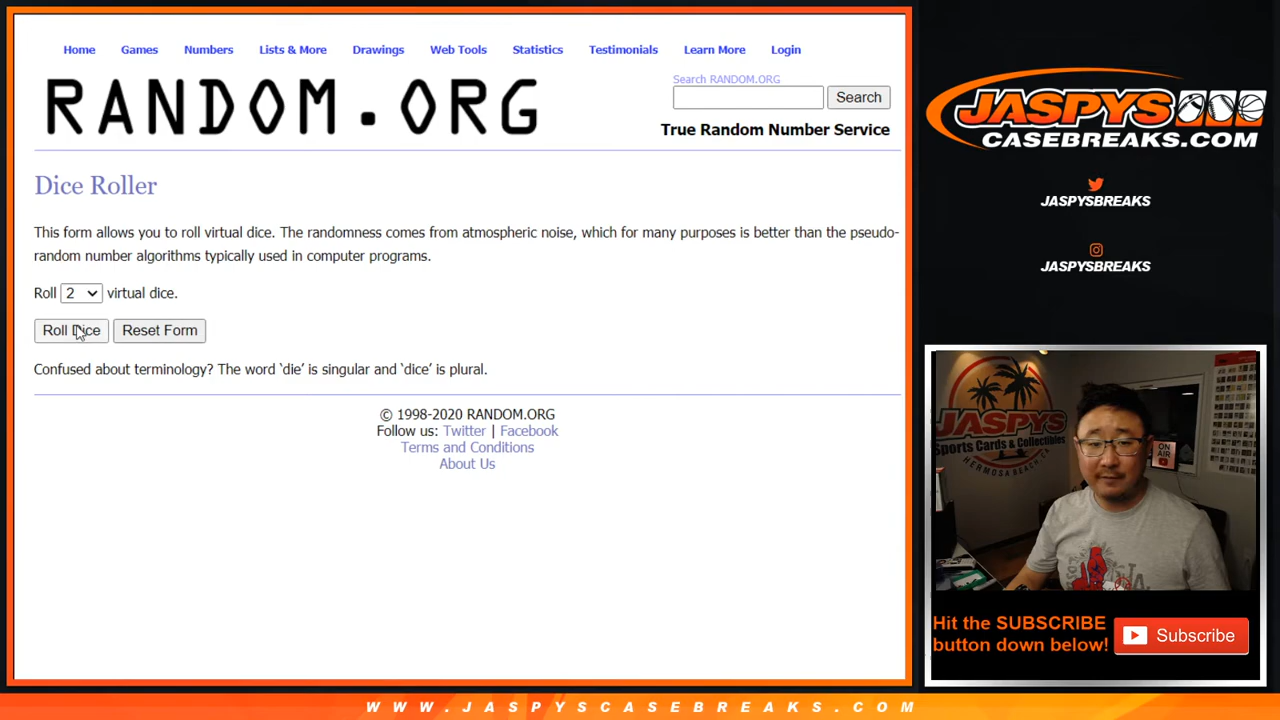 Home Games Numbers Lists & More Drawings Web Tools Statistics Testimonials Learn More Login
RANDOM.ORG
Search RANDOM.ORG
Search
True Random Number Service
Dice Roller
This form allows you to roll virtual dice. The randomness comes from atmospheric noise, which for many purposes is better than the pseudo-
random number algorithms typically used in computer programs.
Roll 2 virtual dice.
Roll Dice Reset Form
Confused about terminology? The word ‘die’ is singular and ‘dice’ is plural.
© 1998-2020 RANDOM.ORG
Follow us: Twitter | Facebook
Terms and Conditions
About Us
JASPYS
CASEBREAKS.COM
JASPYSBREAKS
JASPYSBREAKS
JASPYS
Sports Cards & Collectibles
HERMOSA BEACH, CA
ON
AIR
Hit the SUBSCRIBE
button down below!
Subscribe
WWW.JASPYSCASEBREAKS.COM